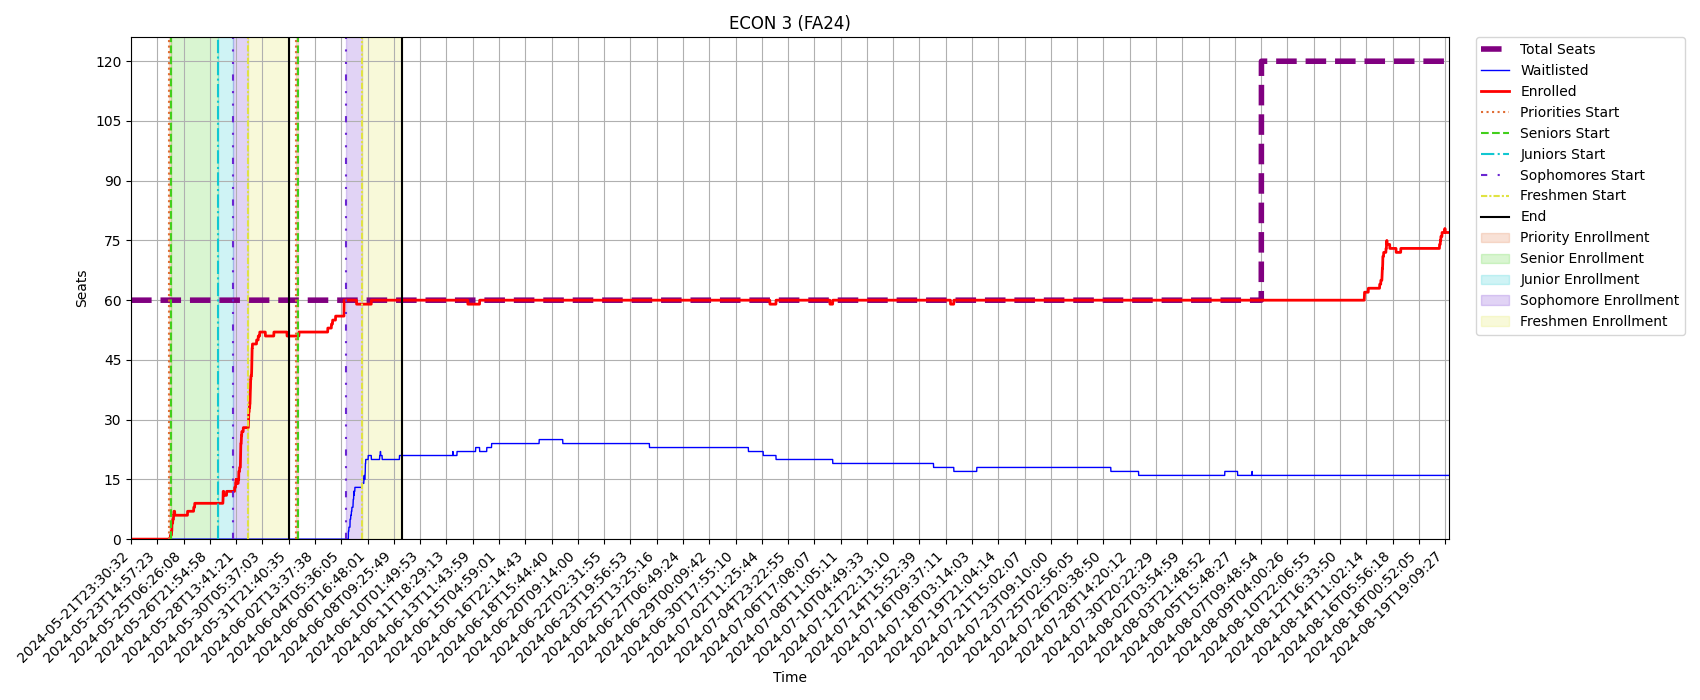 ECON 3 (FA24)
Seats
120
105
90
75
60
45
30
15
0
2024-05-21T23:30:32
2024-05-23T14:57:23
2024-05-25T06:26:08
2024-05-26T21:54:58
2024-05-28T13:41:21
2024-05-30T05:37:03
2024-05-31T21:40:35
2024-06-02T13:37:38
2024-06-04T05:36:05
2024-06-06T16:48:01
2024-06-08T09:25:49
2024-06-10T01:49:53
2024-06-11T18:29:13
2024-06-13T11:43:59
2024-06-15T04:59:01
2024-06-16T22:14:43
2024-06-18T15:44:40
2024-06-20T09:14:00
2024-06-22T02:31:55
2024-06-23T19:56:53
2024-06-25T13:25:16
2024-06-27T06:49:24
2024-06-29T00:09:42
2024-06-30T17:55:10
2024-07-02T11:25:44
2024-07-04T23:22:55
2024-07-06T17:08:07
2024-07-08T11:05:11
2024-07-10T04:49:33
2024-07-12T22:13:10
2024-07-14T15:52:39
2024-07-16T09:37:11
2024-07-18T03:14:03
2024-07-19T21:04:14
2024-07-21T15:02:07
2024-07-23T09:10:00
2024-07-25T02:56:05
2024-07-26T20:38:50
2024-07-28T14:20:12
2024-07-30T20:22:29
2024-08-02T03:54:59
2024-08-03T21:48:52
2024-08-05T15:48:27
2024-08-07T09:48:54
2024-08-09T04:00:26
2024-08-10T22:06:55
2024-08-12T16:33:50
2024-08-14T11:02:14
2024-08-16T05:56:18
2024-08-18T00:52:05
2024-08-19T19:09:27
Time
Total Seats
Waitlisted
Enrolled
Priorities Start
Seniors Start
Juniors Start
Sophomores Start
Freshmen Start
End
Priority Enrollment
Senior Enrollment
Junior Enrollment
Sophomore Enrollment
Freshmen Enrollment